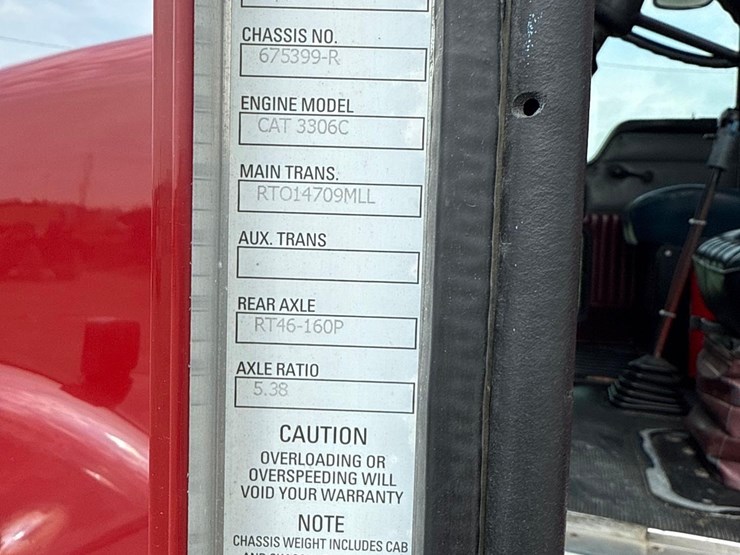 CHASSIS NO.
675399-R
ENGINE MODEL
CAT 3306C
MAIN TRANS.
RTO14709MLL
AUX. TRANS
REAR AXLE
RT46-160P
AXLE RATIO
5.38
CAUTION
OVERLOADING OR
OVERSPEEDING WILL
VOID YOUR WARRANTY
NOTE
CHASSIS WEIGHT INCLUDES CAB